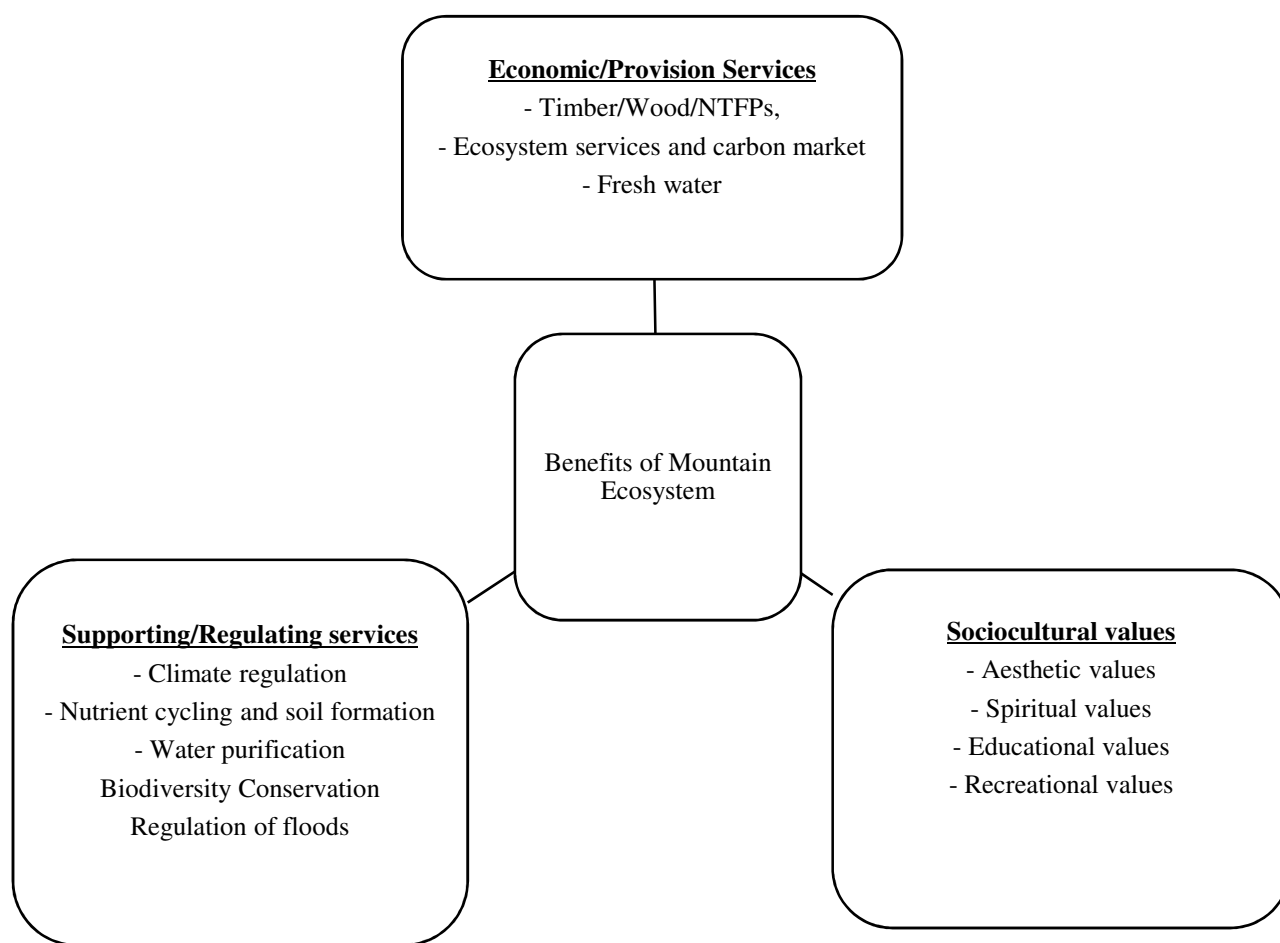 Economic/Provision Services
- Timber/Wood/NTFPs,
- Ecosystem services and carbon market
- Fresh water
Benefits of Mountain
Ecosystem
Supporting/Regulating services
- Climate regulation
- Nutrient cycling and soil formation
- Water purification
Biodiversity Conservation
Regulation of floods
Sociocultural values
- Aesthetic values
- Spiritual values
- Educational values
- Recreational values